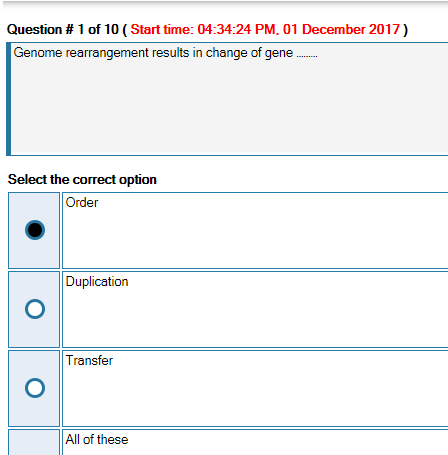 Question # 1 of 10 ( Start time: 04:34:24 PM, 01 December 2017 )
Genome rearrangement results in change of gene .........
Select the correct option
Order
Duplication
Transfer
All of these